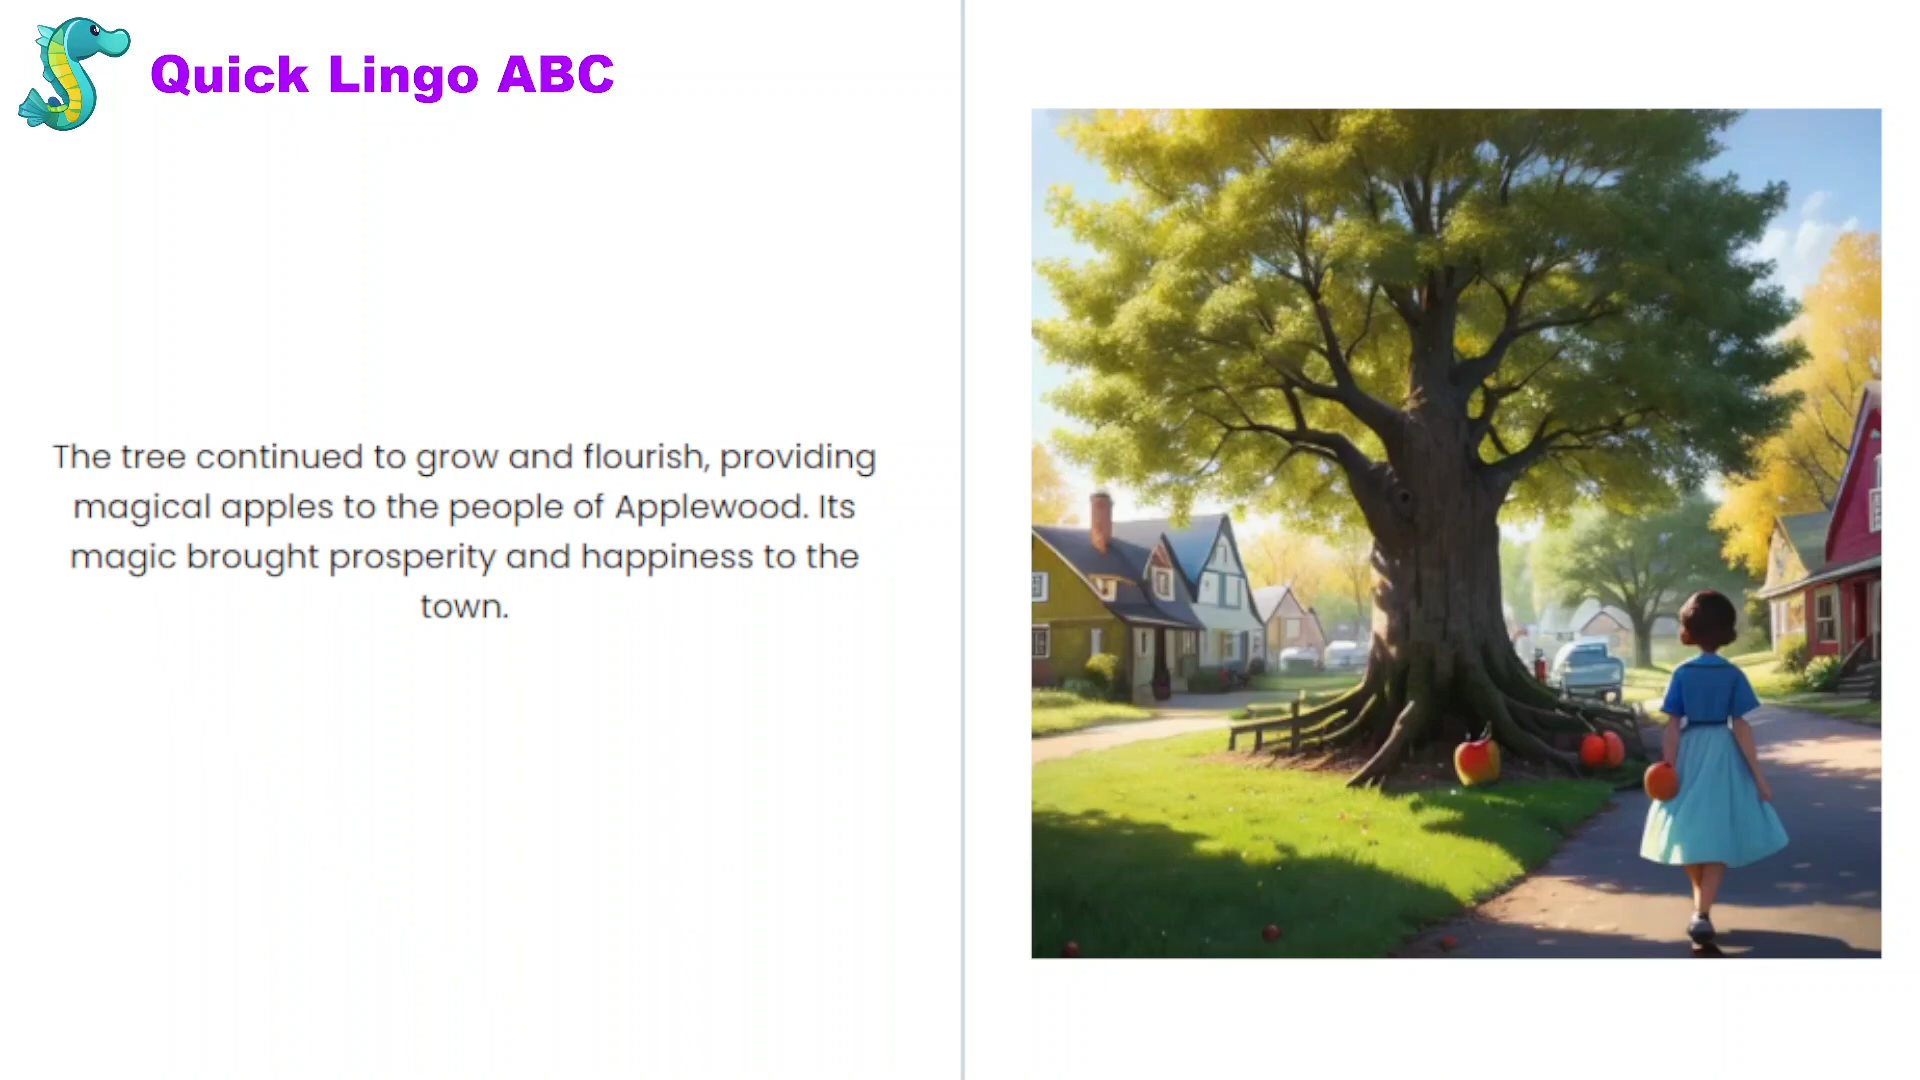 Quick Lingo ABC
The tree continued to grow and flourish, providing
magical apples to the people of Applewood. Its
magic brought prosperity and happiness to the
town.